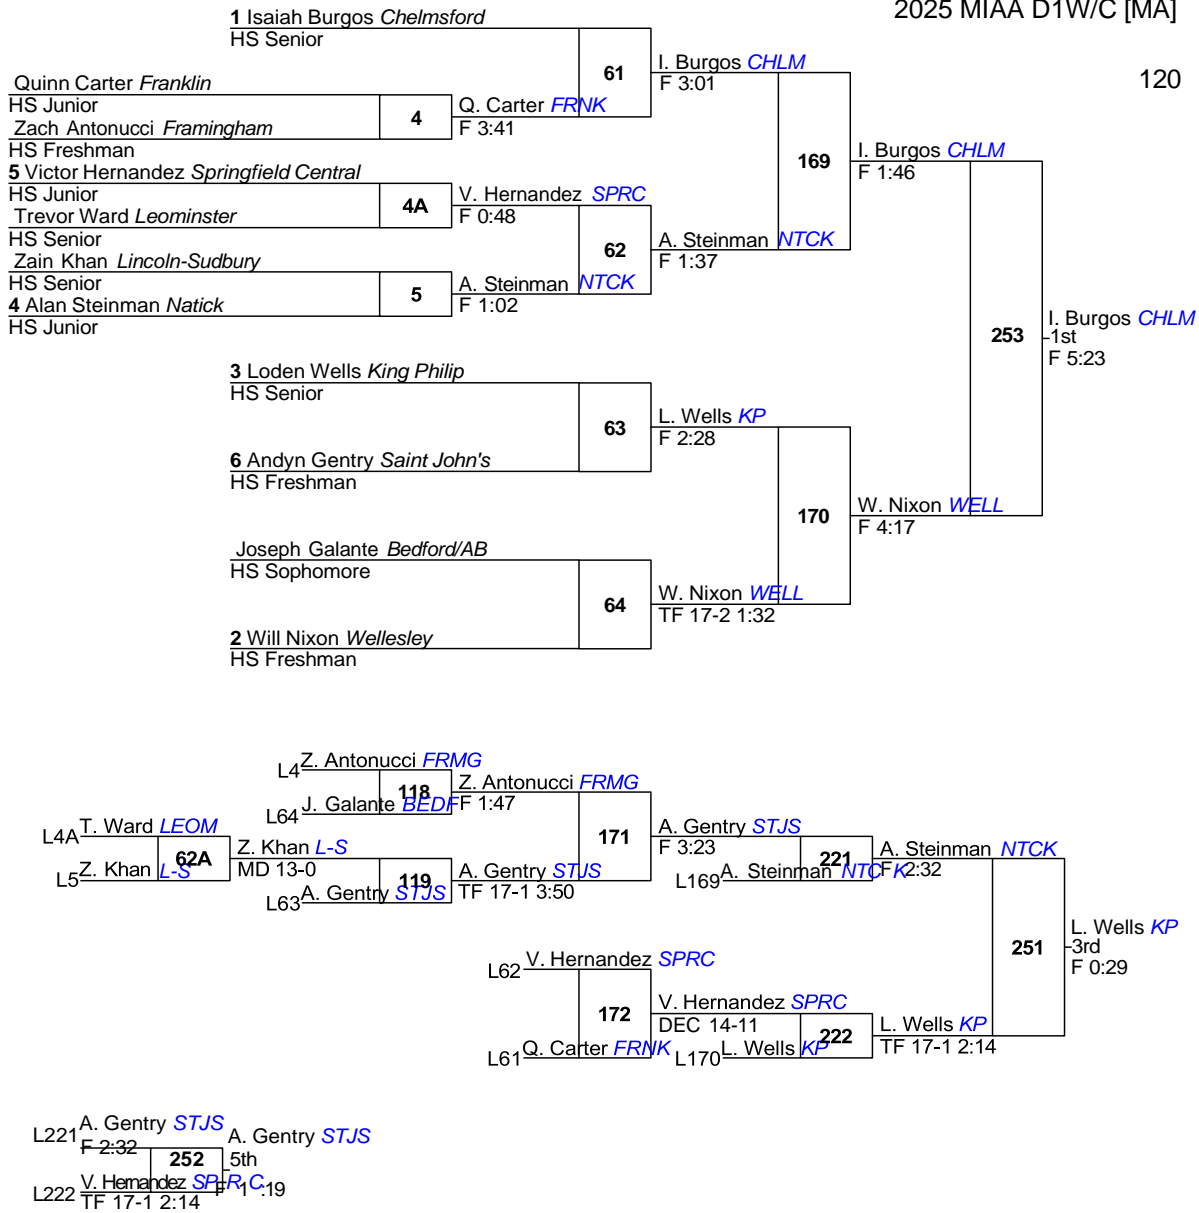 2025 MIAA D1W/C [MA]
120
1 Isaiah Burgos Chelmsford
HS Senior
61
I. Burgos CHLM
F 3:01
Quinn Carter Franklin
HS Junior
4
Q. Carter FRNK
F 3:41
Zach Antonucci Framingham
HS Freshman
169
I. Burgos CHLM
F 1:46
5 Victor Hernandez Springfield Central
HS Junior
4A
V. Hernandez SPRC
F 0:48
Trevor Ward Leominster
HS Senior
62
A. Steinman NTCK
F 1:37
Zain Khan Lincoln-Sudbury
HS Senior
5
A. Steinman NTCK
F 1:02
4 Alan Steinman Natick
HS Junior
253
I. Burgos CHLM
1st
F 5:23
3 Loden Wells King Philip
HS Senior
63
L. Wells KP
F 2:28
6 Andyn Gentry Saint John's
HS Freshman
170
W. Nixon WELL
F 4:17
Joseph Galante Bedford/AB
HS Sophomore
64
W. Nixon WELL
TF 17-2 1:32
2 Will Nixon Wellesley
HS Freshman
L4 Z. Antonucci FRMG
118
Z. Antonucci FRMG
F 1:47
L64 J. Galante BEDF
171
A. Gentry STJS
F 3:23
L4A T. Ward LEOM
62A
Z. Khan L-S
MD 13-0
L5 Z. Khan L-S
119
A. Gentry STJS
TF 17-1 3:50
L63 A. Gentry STJS
221
A. Steinman NTCK
F 2:32
L169 A. Steinman NTCK
251
L. Wells KP
3rd
F 0:29
L62 V. Hernandez SPRC
172
V. Hernandez SPRC
DEC 14-11
L61 Q. Carter FRNK
222
L. Wells KP
TF 17-1 2:14
L170 L. Wells KP
L221 A. Gentry STJS
F 2:32
252
A. Gentry STJS
5th
F 1:19
L222 V. Hernandez SPRC
TF 17-1 2:14